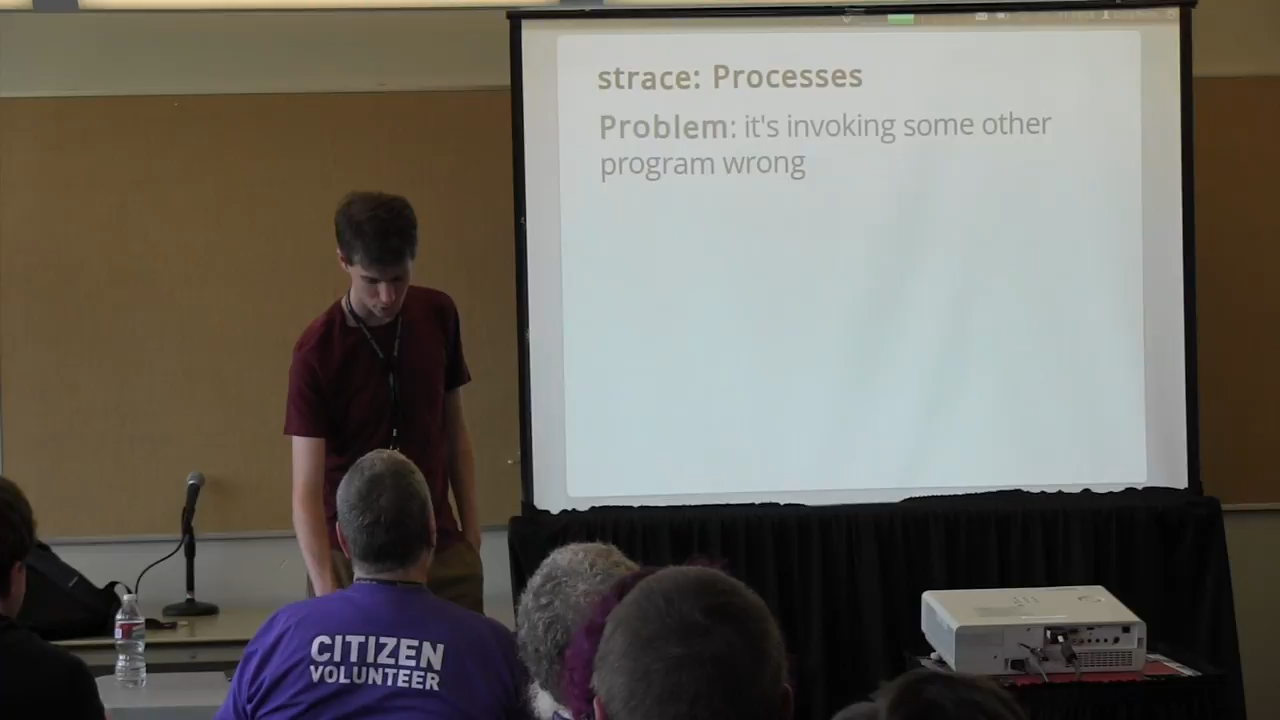 strace: Processes
Problem: it's invoking some other
program wrong
CITIZEN
VOLUNTEER